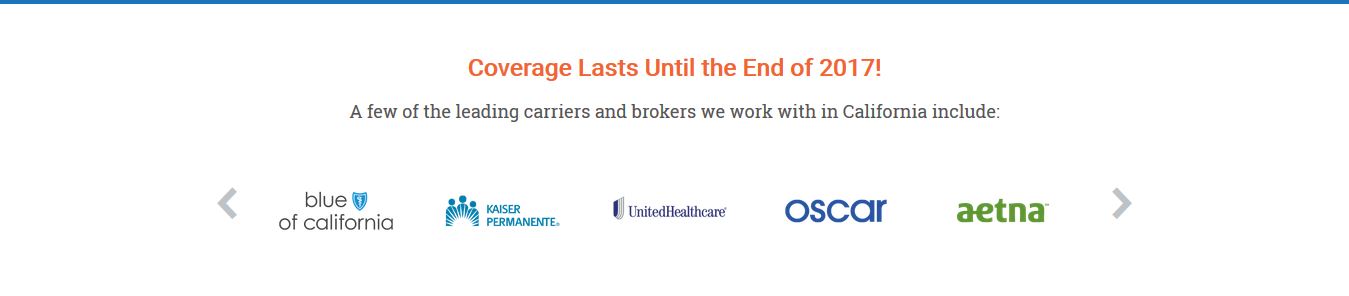 Coverage Lasts Until the End of 2017!
A few of the leading carriers and brokers we work with in California include:
blue
of california
KAISER
PERMANENTE®
UnitedHealthcare®
oscar
aetna™